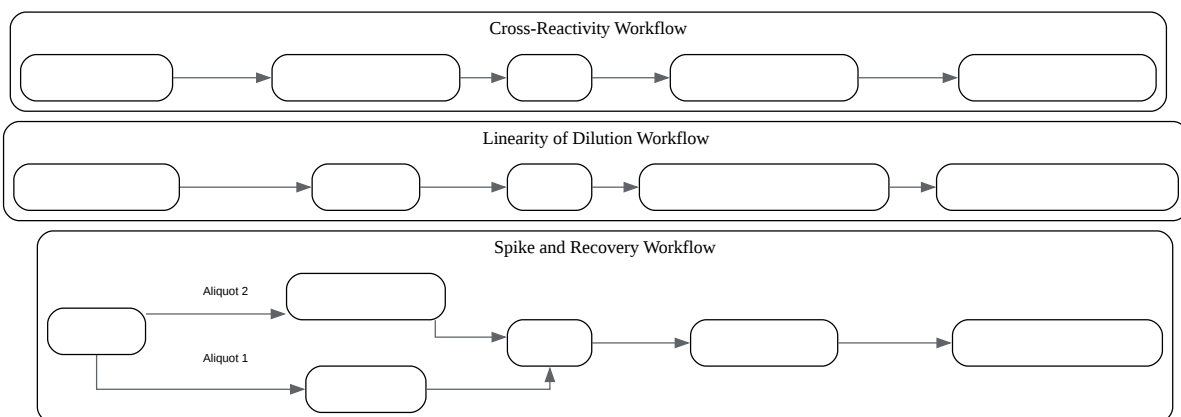 Cross-Reactivity Workflow
Linearity of Dilution Workflow
Spike and Recovery Workflow
Aliquot 2
Aliquot 1